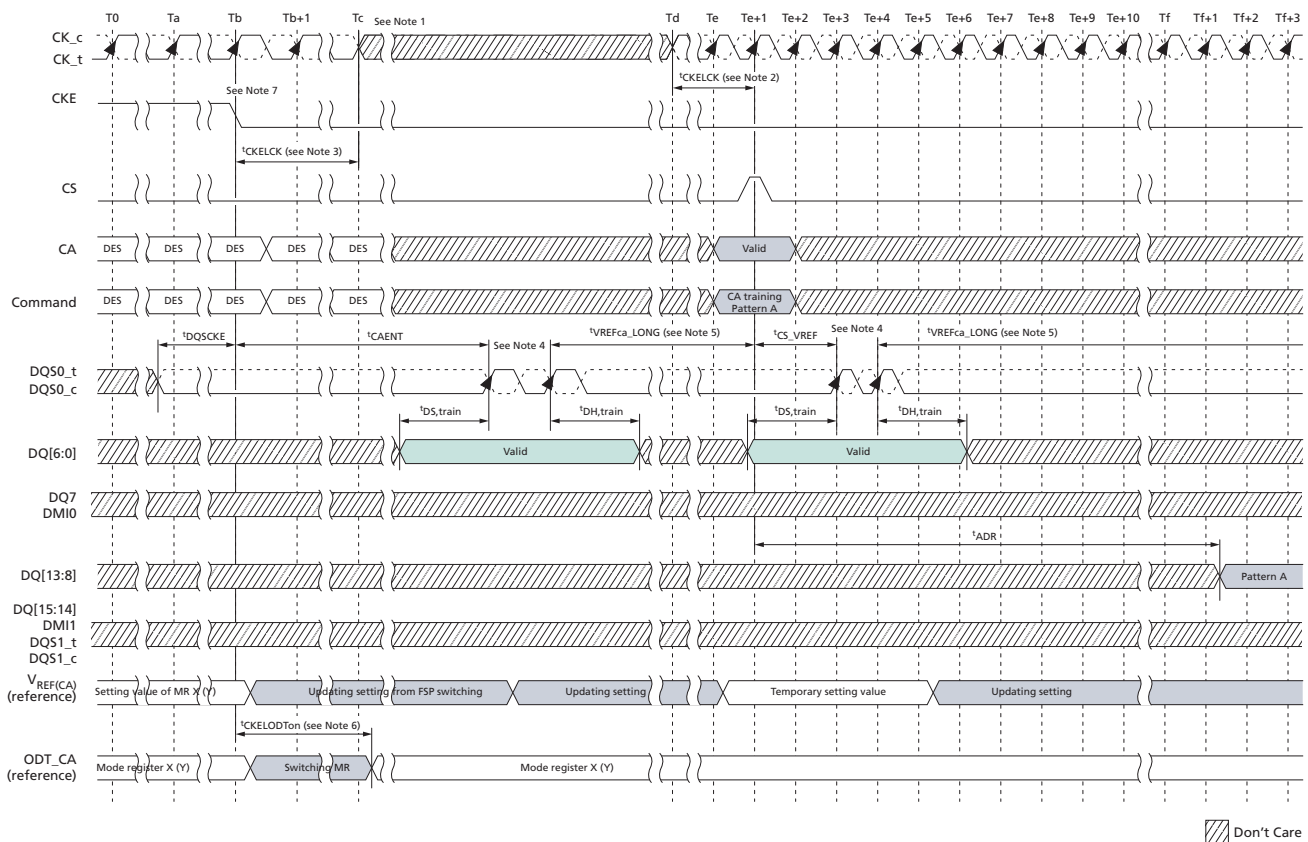 T0 Ta Tb Tb+1 Tc See Note 1 Td Te Te+1 Te+2 Te+3 Te+4 Te+5 Te+6 Te+7 Te+8 Te+9 Te+10 Tf Tf+1 Tf+2 Tf+3
CK_c
CK_t
tCKELCK (see Note 2)
CKE
See Note 7
tCKELCK (see Note 3)
CS
CA DES DES DES DES DES Valid
Command DES DES DES DES DES CA training Pattern A
tDQSCKE tCAENT See Note 4 tVREFca_LONG (see Note 5) tCS_VREF See Note 4 tVREFca_LONG (see Note 5)
DQS0_t
DQS0_c
tDS,train tDH,train tDS,train tDH,train
DQ[6:0] Valid Valid
DQ7
DMI0
tADR
DQ[13:8] Pattern A
DQ[15:14]
DMI1
DQS1_t
DQS1_c
VREF(CA)
(reference)
Setting value of MR X (Y) Updating setting from FSP switching Updating setting Temporary setting value Updating setting
tCKELODTon (see Note 6)
ODT_CA
(reference)
Mode register X (Y) Switching MR Mode register X (Y)
Don't Care